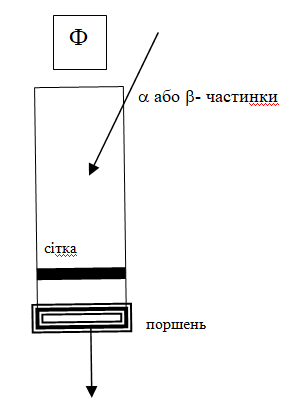 Ф
α або β- частинки
сітка
поршень